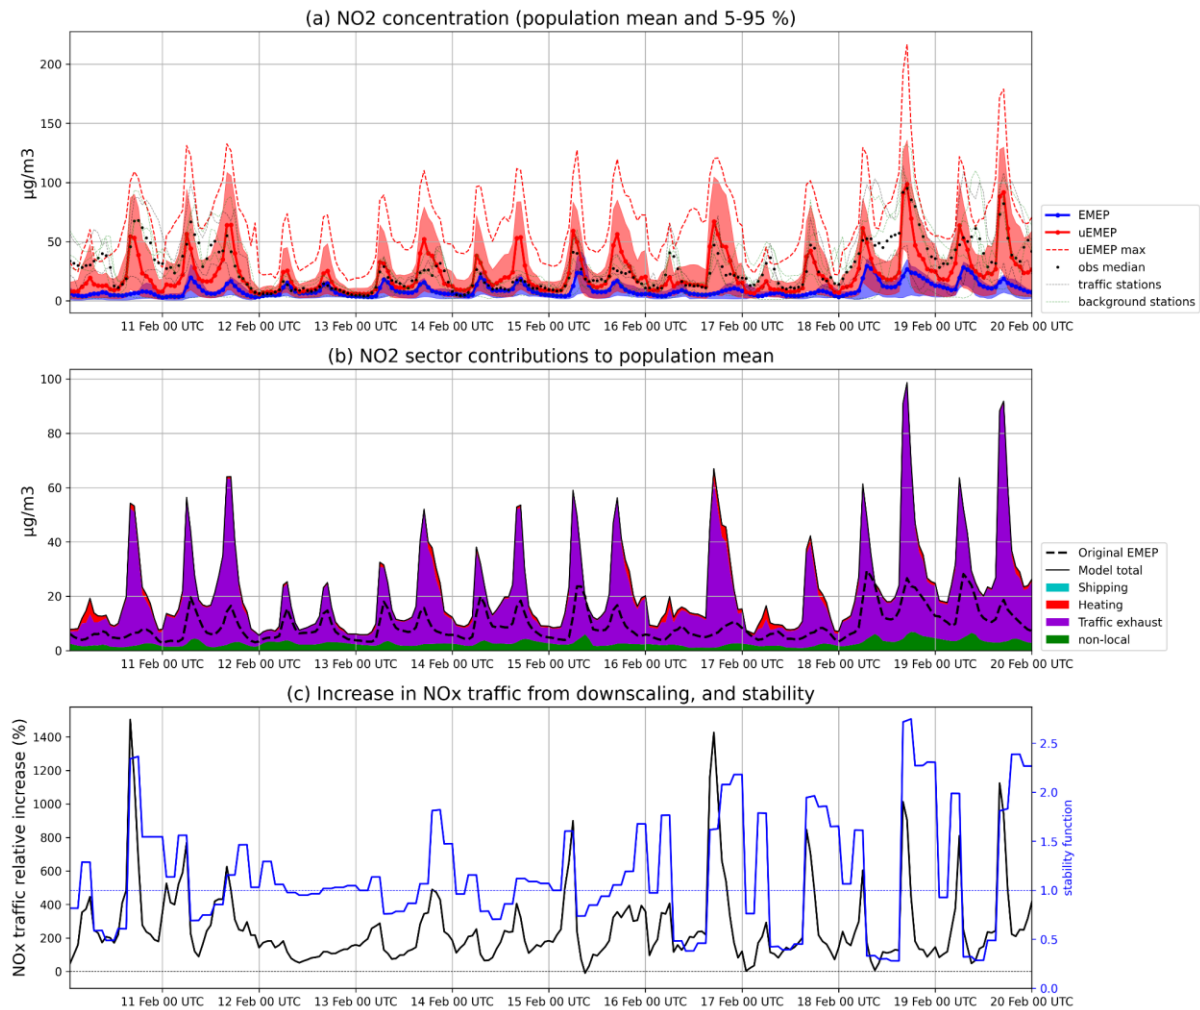 (a) NO2 concentration (population mean and 5-95 %)
200
150
100
50
0
µg/m3
11 Feb 00 UTC 12 Feb 00 UTC 13 Feb 00 UTC 14 Feb 00 UTC 15 Feb 00 UTC 16 Feb 00 UTC 17 Feb 00 UTC 18 Feb 00 UTC 19 Feb 00 UTC 20 Feb 00 UTC
EMEP
uEMEP
uEMEP max
obs median
traffic stations
background stations
(b) NO2 sector contributions to population mean
100
80
60
40
20
0
µg/m3
11 Feb 00 UTC 12 Feb 00 UTC 13 Feb 00 UTC 14 Feb 00 UTC 15 Feb 00 UTC 16 Feb 00 UTC 17 Feb 00 UTC 18 Feb 00 UTC 19 Feb 00 UTC 20 Feb 00 UTC
Original EMEP
Model total
Shipping
Heating
Traffic exhaust
non-local
(c) Increase in NOx traffic from downscaling, and stability
1400
1200
1000
800
600
400
200
0
NOx traffic relative increase (%)
2.5
2.0
1.5
1.0
0.5
0.0
stability function
11 Feb 00 UTC 12 Feb 00 UTC 13 Feb 00 UTC 14 Feb 00 UTC 15 Feb 00 UTC 16 Feb 00 UTC 17 Feb 00 UTC 18 Feb 00 UTC 19 Feb 00 UTC 20 Feb 00 UTC